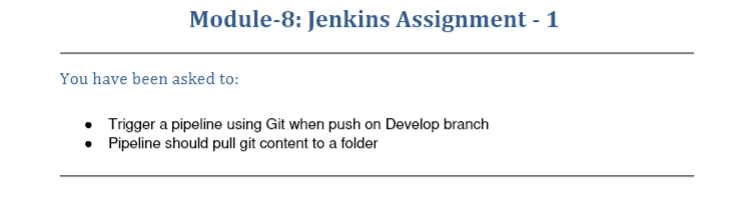 Module-8: Jenkins Assignment - 1
You have been asked to:
● Trigger a pipeline using Git when push on Develop branch
● Pipeline should pull git content to a folder